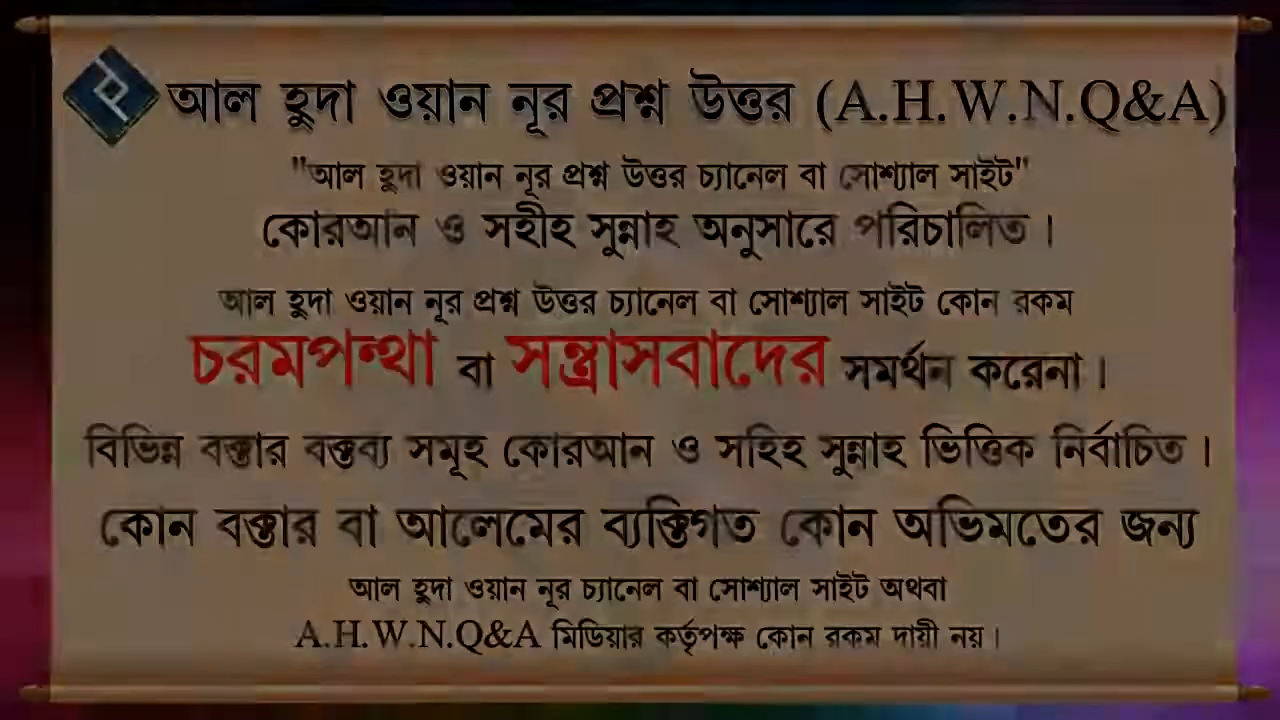 আল হুদা ওয়ান নূর প্রশ্ন উত্তর (A.H.W.N.Q&A)
"আল হুদা ওয়ান নূর প্রশ্ন উত্তর চ্যানেল বা সোশ্যাল সাইট"
কোরআন ও সহীহ সুন্নাহ অনুসারে পরিচালিত ।
আল হুদা ওয়ান নূর প্রশ্ন উত্তর চ্যানেল বা সোশ্যাল সাইট কোন রকম
চরমপন্থা বা সন্ত্রাসবাদের সমর্থন করেনা ।
বিভিন্ন বক্তার বক্তব্য সমূহ কোরআন ও সহিহ সুন্নাহ ভিত্তিক নির্বাচিত ।
কোন বক্তার বা আলেমের ব্যক্তিগত কোন অভিমতের জন্য
আল হুদা ওয়ান নূর চ্যানেল বা সোশ্যাল সাইট অথবা
A.H.W.N.Q&A মিডিয়ার কর্তৃপক্ষ কোন রকম দায়ী নয় ।